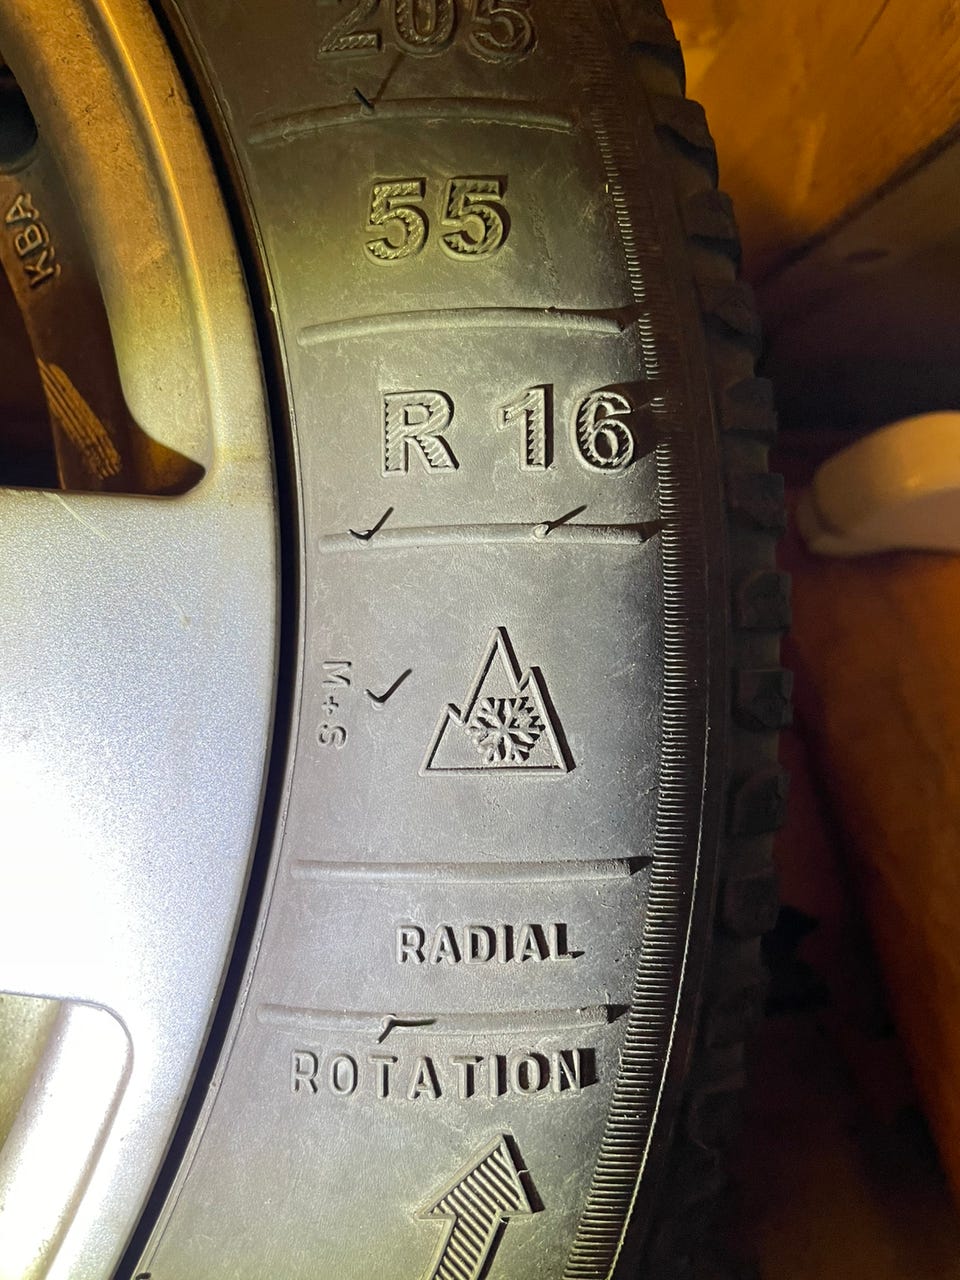 205
55
R 16
M+S
RADIAL
ROTATION
KBA